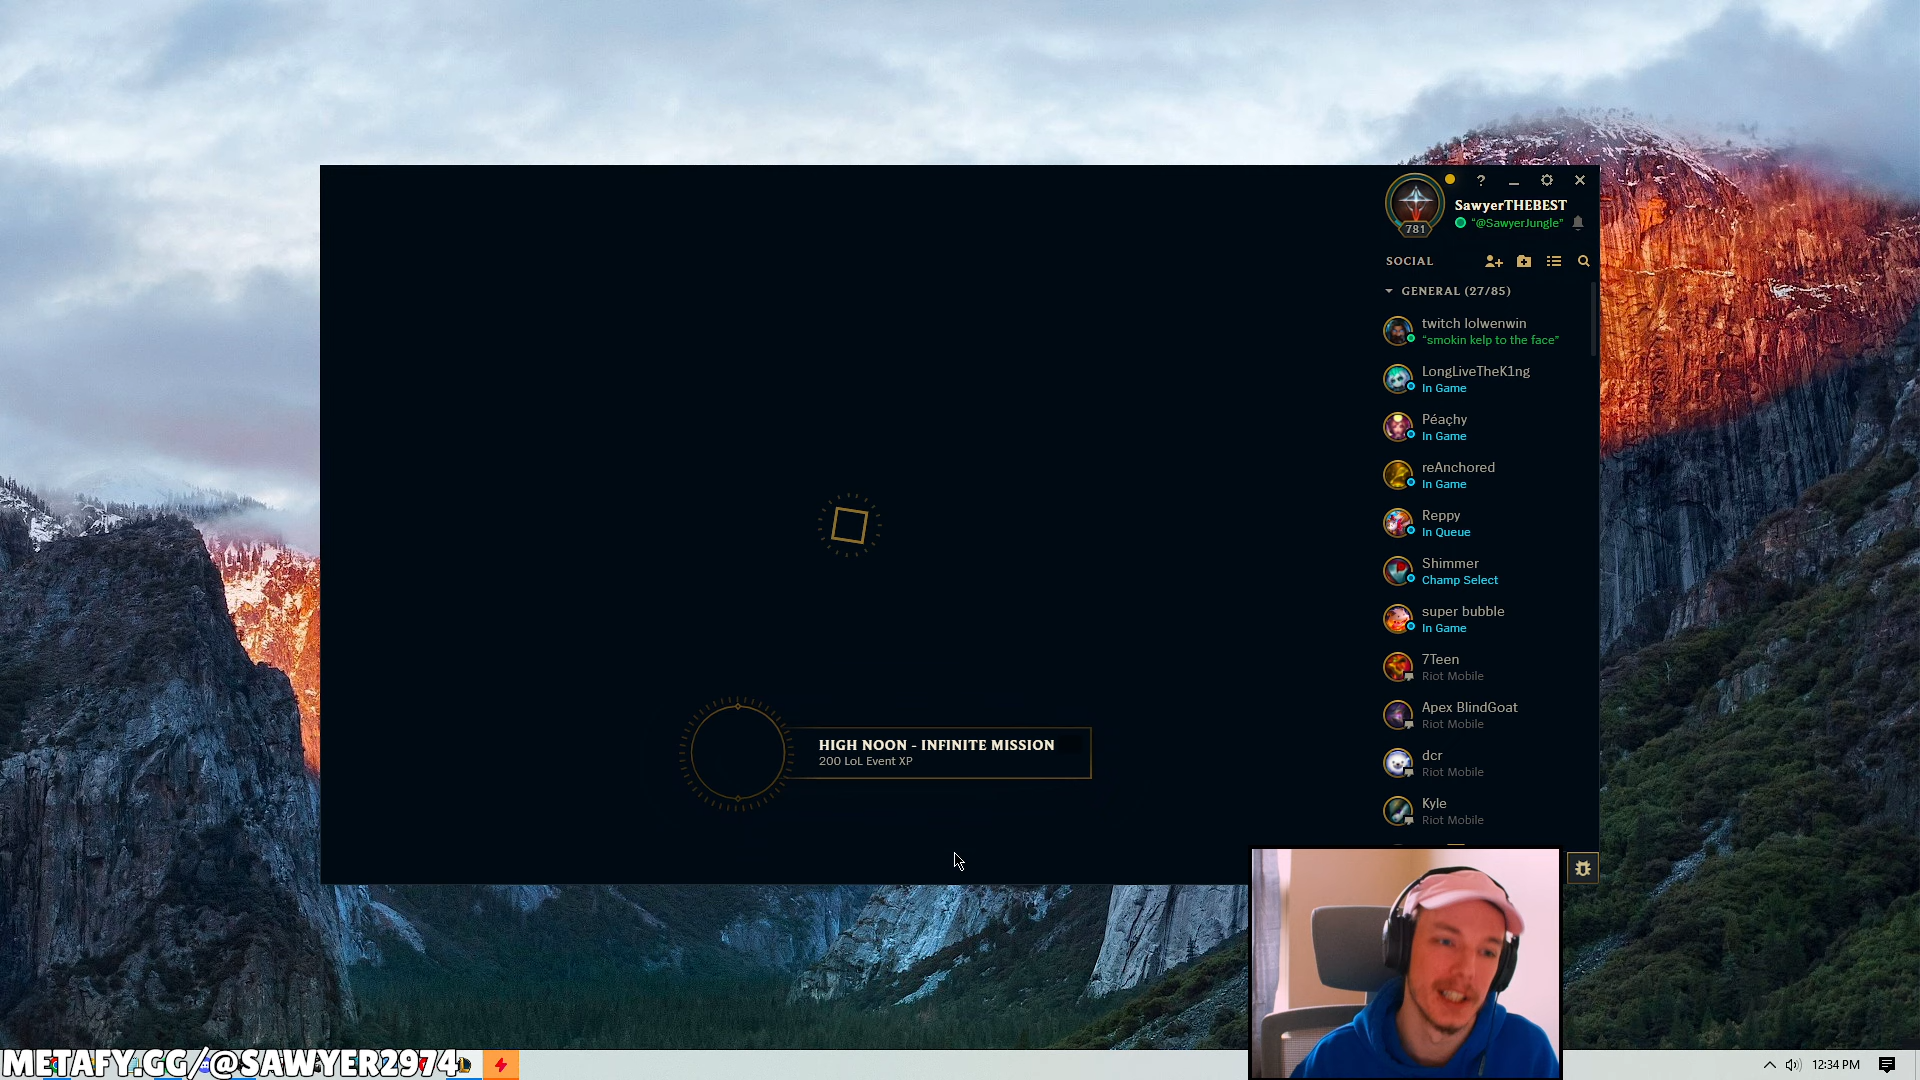 SawyerTHEBEST
"@SawyerJungle"
781
SOCIAL
GENERAL (27/85)
twitch lolwenwin
"smokin kelp to the face"
LongLiveTheK1ng
In Game
Péaçhy
In Game
reAnchored
In Game
Reppy
In Queue
Shimmer
Champ Select
super bubble
In Game
7Teen
Riot Mobile
Apex BlindGoat
Riot Mobile
dcr
Riot Mobile
Kyle
Riot Mobile
HIGH NOON - INFINITE MISSION
200 LoL Event XP
METAFY.GG/@SAWYER2974
12:34 PM